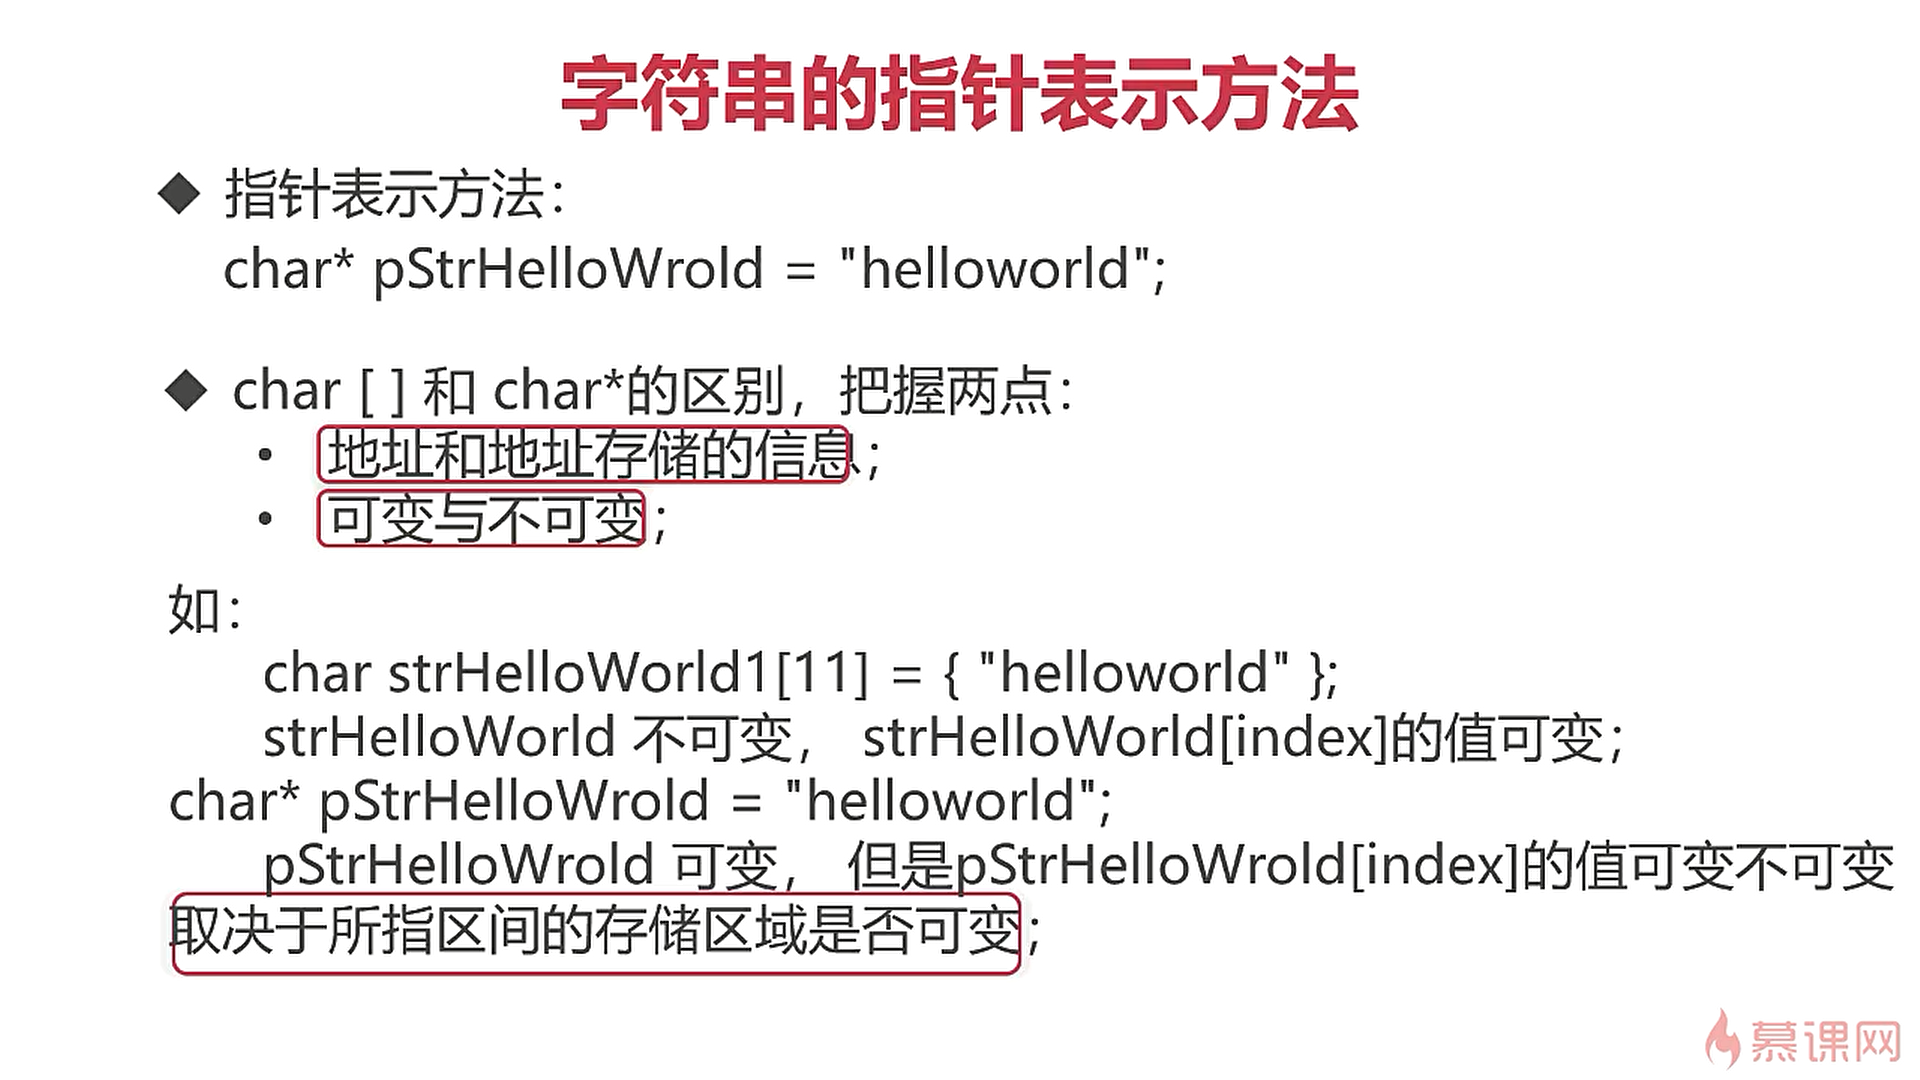 字符串的指针表示方法
◆ 指针表示方法：
char* pStrHelloWrold = "helloworld";
◆ char [ ] 和 char*的区别，把握两点：
• 地址和地址存储的信息；
• 可变与不可变；
如：
char strHelloWorld1[11] = { "helloworld" };
strHelloWorld 不可变， strHelloWorld[index]的值可变；
char* pStrHelloWrold = "helloworld";
pStrHelloWrold 可变， 但是pStrHelloWrold[index]的值可变不可变
取决于所指区间的存储区域是否可变；
慕课网